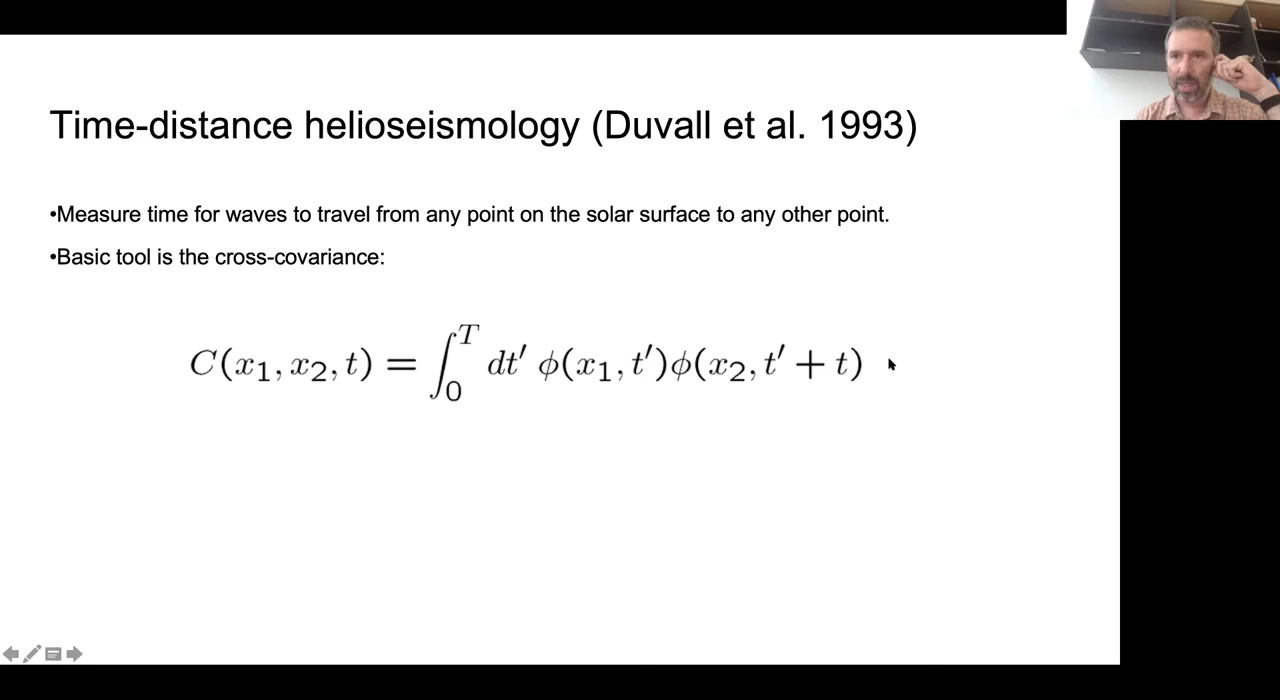 Time-distance helioseismology (Duvall et al. 1993)
•Measure time for waves to travel from any point on the solar surface to any other point.
•Basic tool is the cross-covariance:
C(x₁, x₂, t) = ∫₀ᵀ dt′ ϕ(x₁, t′)ϕ(x₂, t′ + t)